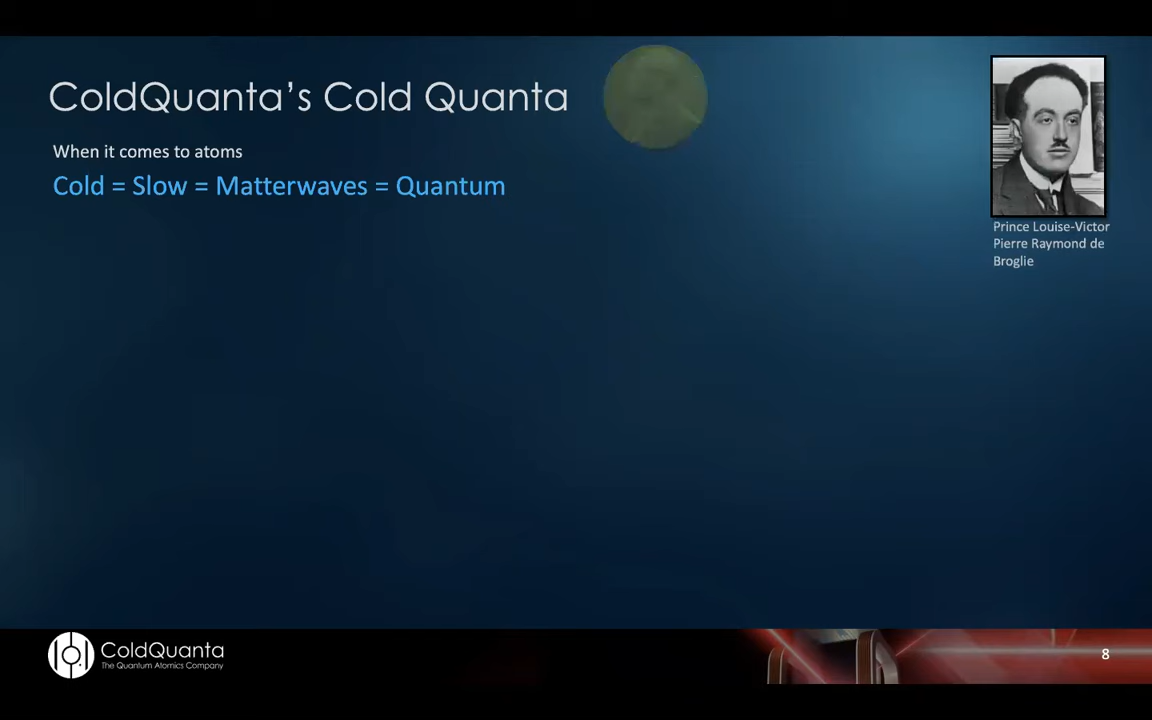 ColdQuanta's Cold Quanta
When it comes to atoms
Cold = Slow = Matterwaves = Quantum
Prince Louise-Victor
Pierre Raymond de
Broglie
ColdQuanta
The Quantum Atomics Company
8